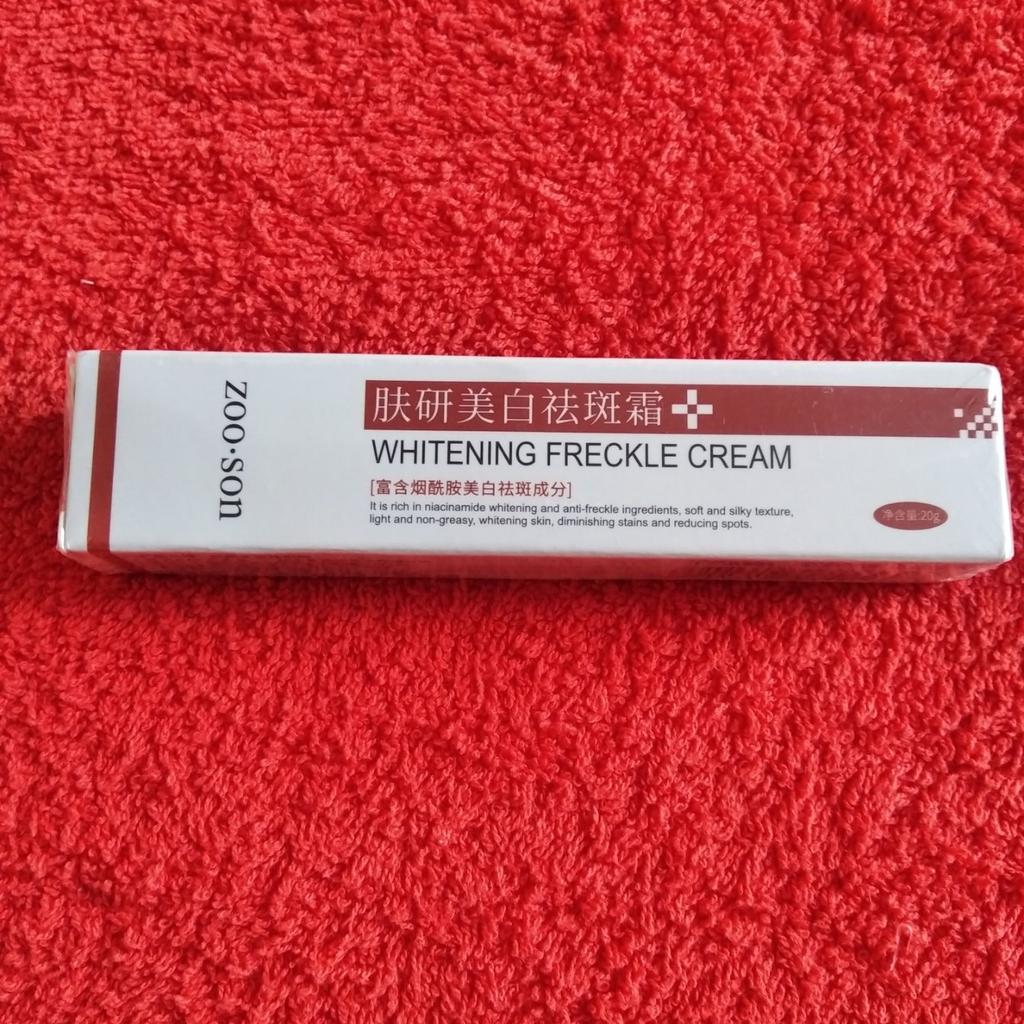 zoo·son
肤研美白祛斑霜
WHITENING FRECKLE CREAM
[富含烟酰胺美白祛斑成分]
It is rich in niacinamide whitening and anti-freckle ingredients, soft and silky texture,
light and non-greasy, whitening skin, diminishing stains and reducing spots.
净含量:20g